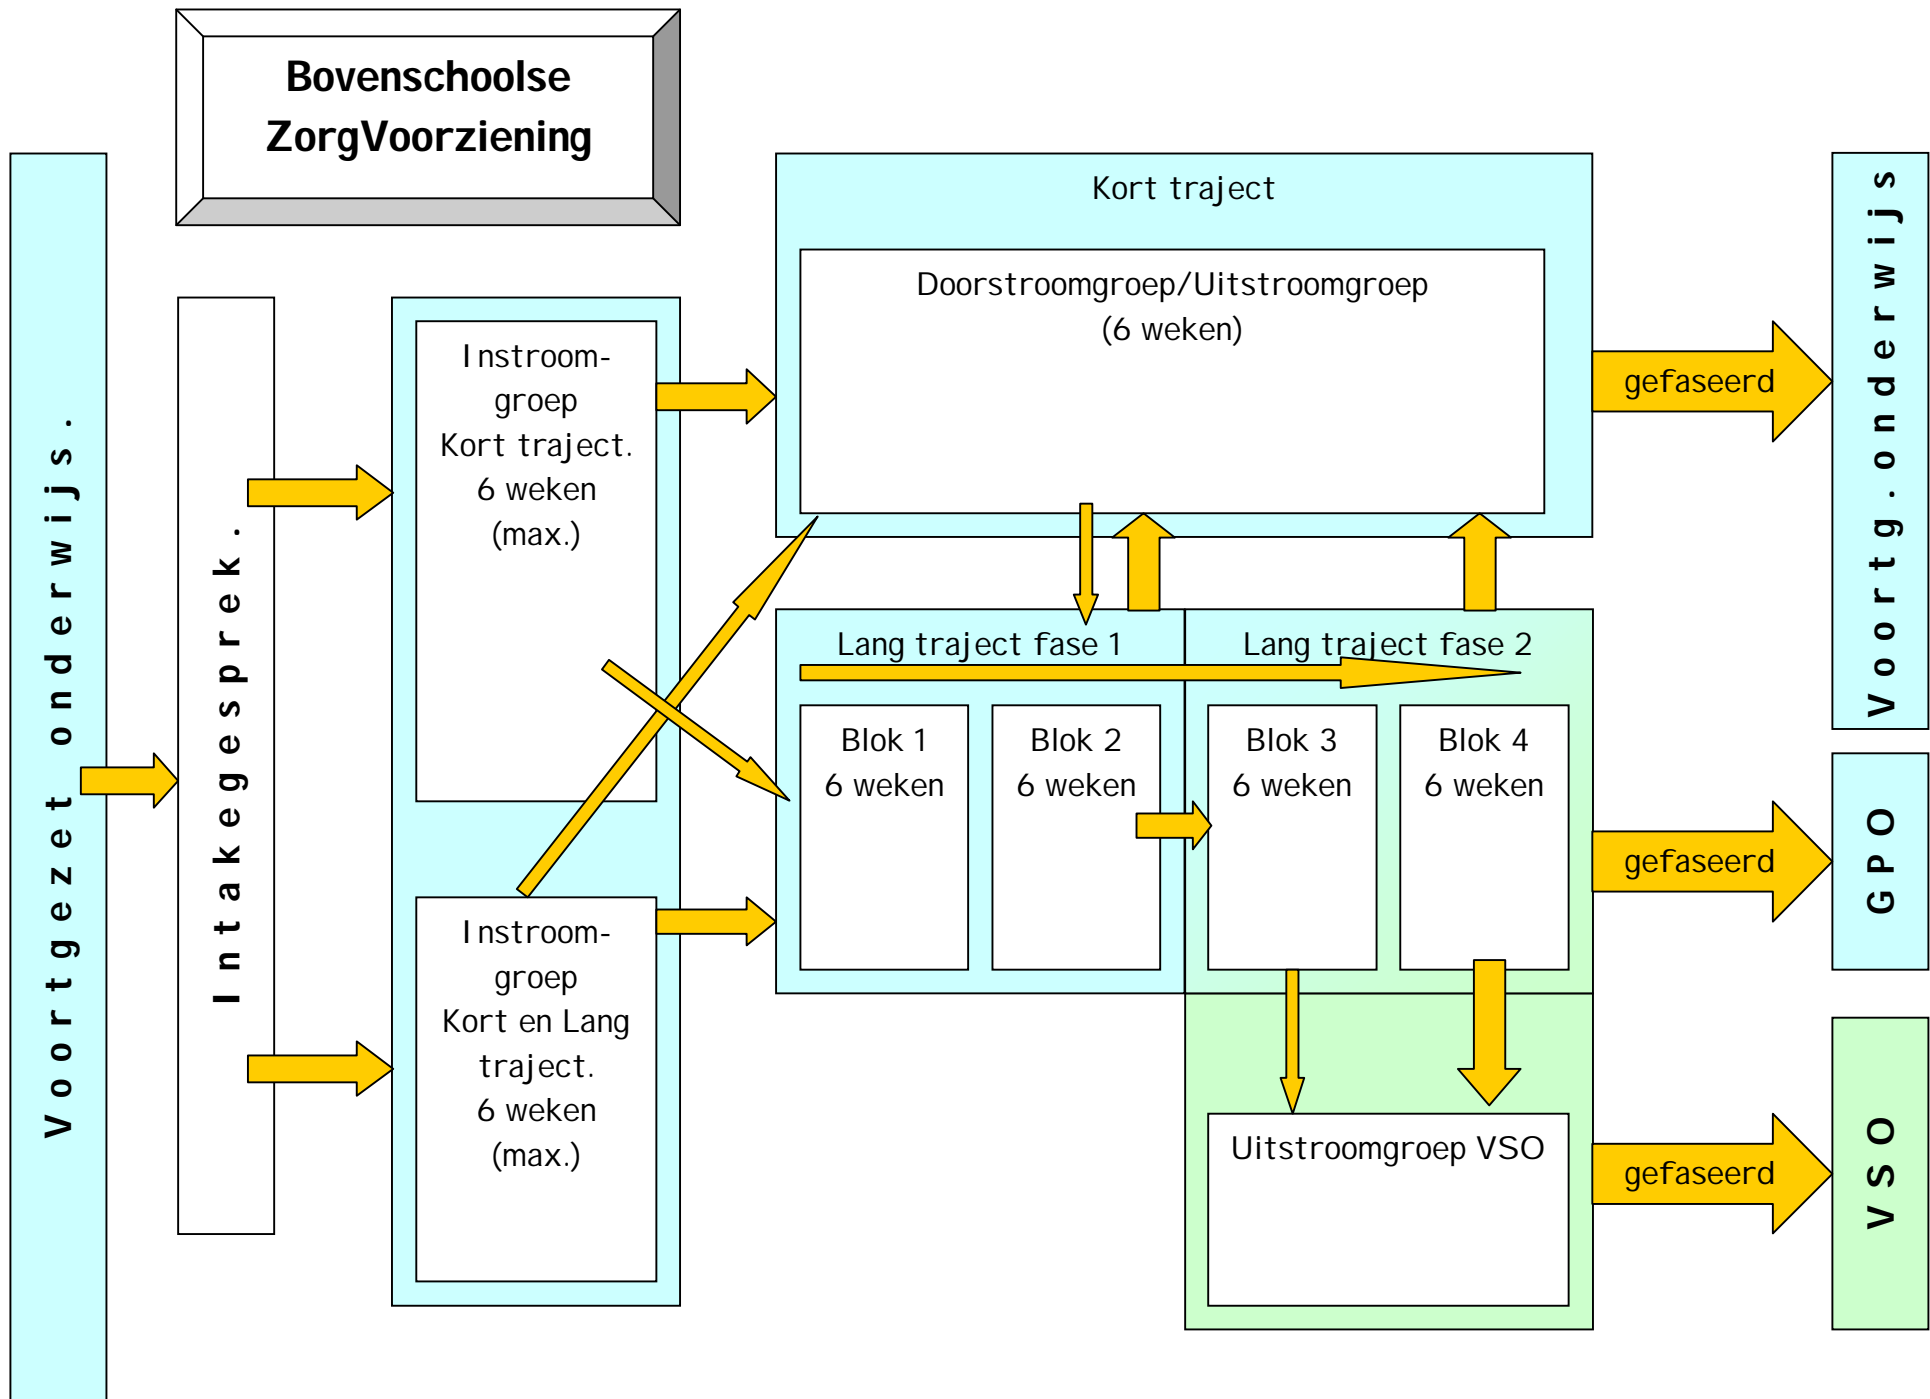 Bovenschoolse
ZorgVoorziening
Voortgezet onderwijs.
Intakegesprek.
Instroom-
groep
Kort traject.
6 weken
(max.)
Instroom-
groep
Kort en Lang
traject.
6 weken
(max.)
Kort traject
Doorstroomgroep/Uitstroomgroep
(6 weken)
Lang traject fase 1
Lang traject fase 2
Blok 1
6 weken
Blok 2
6 weken
Blok 3
6 weken
Blok 4
6 weken
Uitstroomgroep VSO
gefaseerd
gefaseerd
gefaseerd
Voortg.onderwijs
GPO
VSO